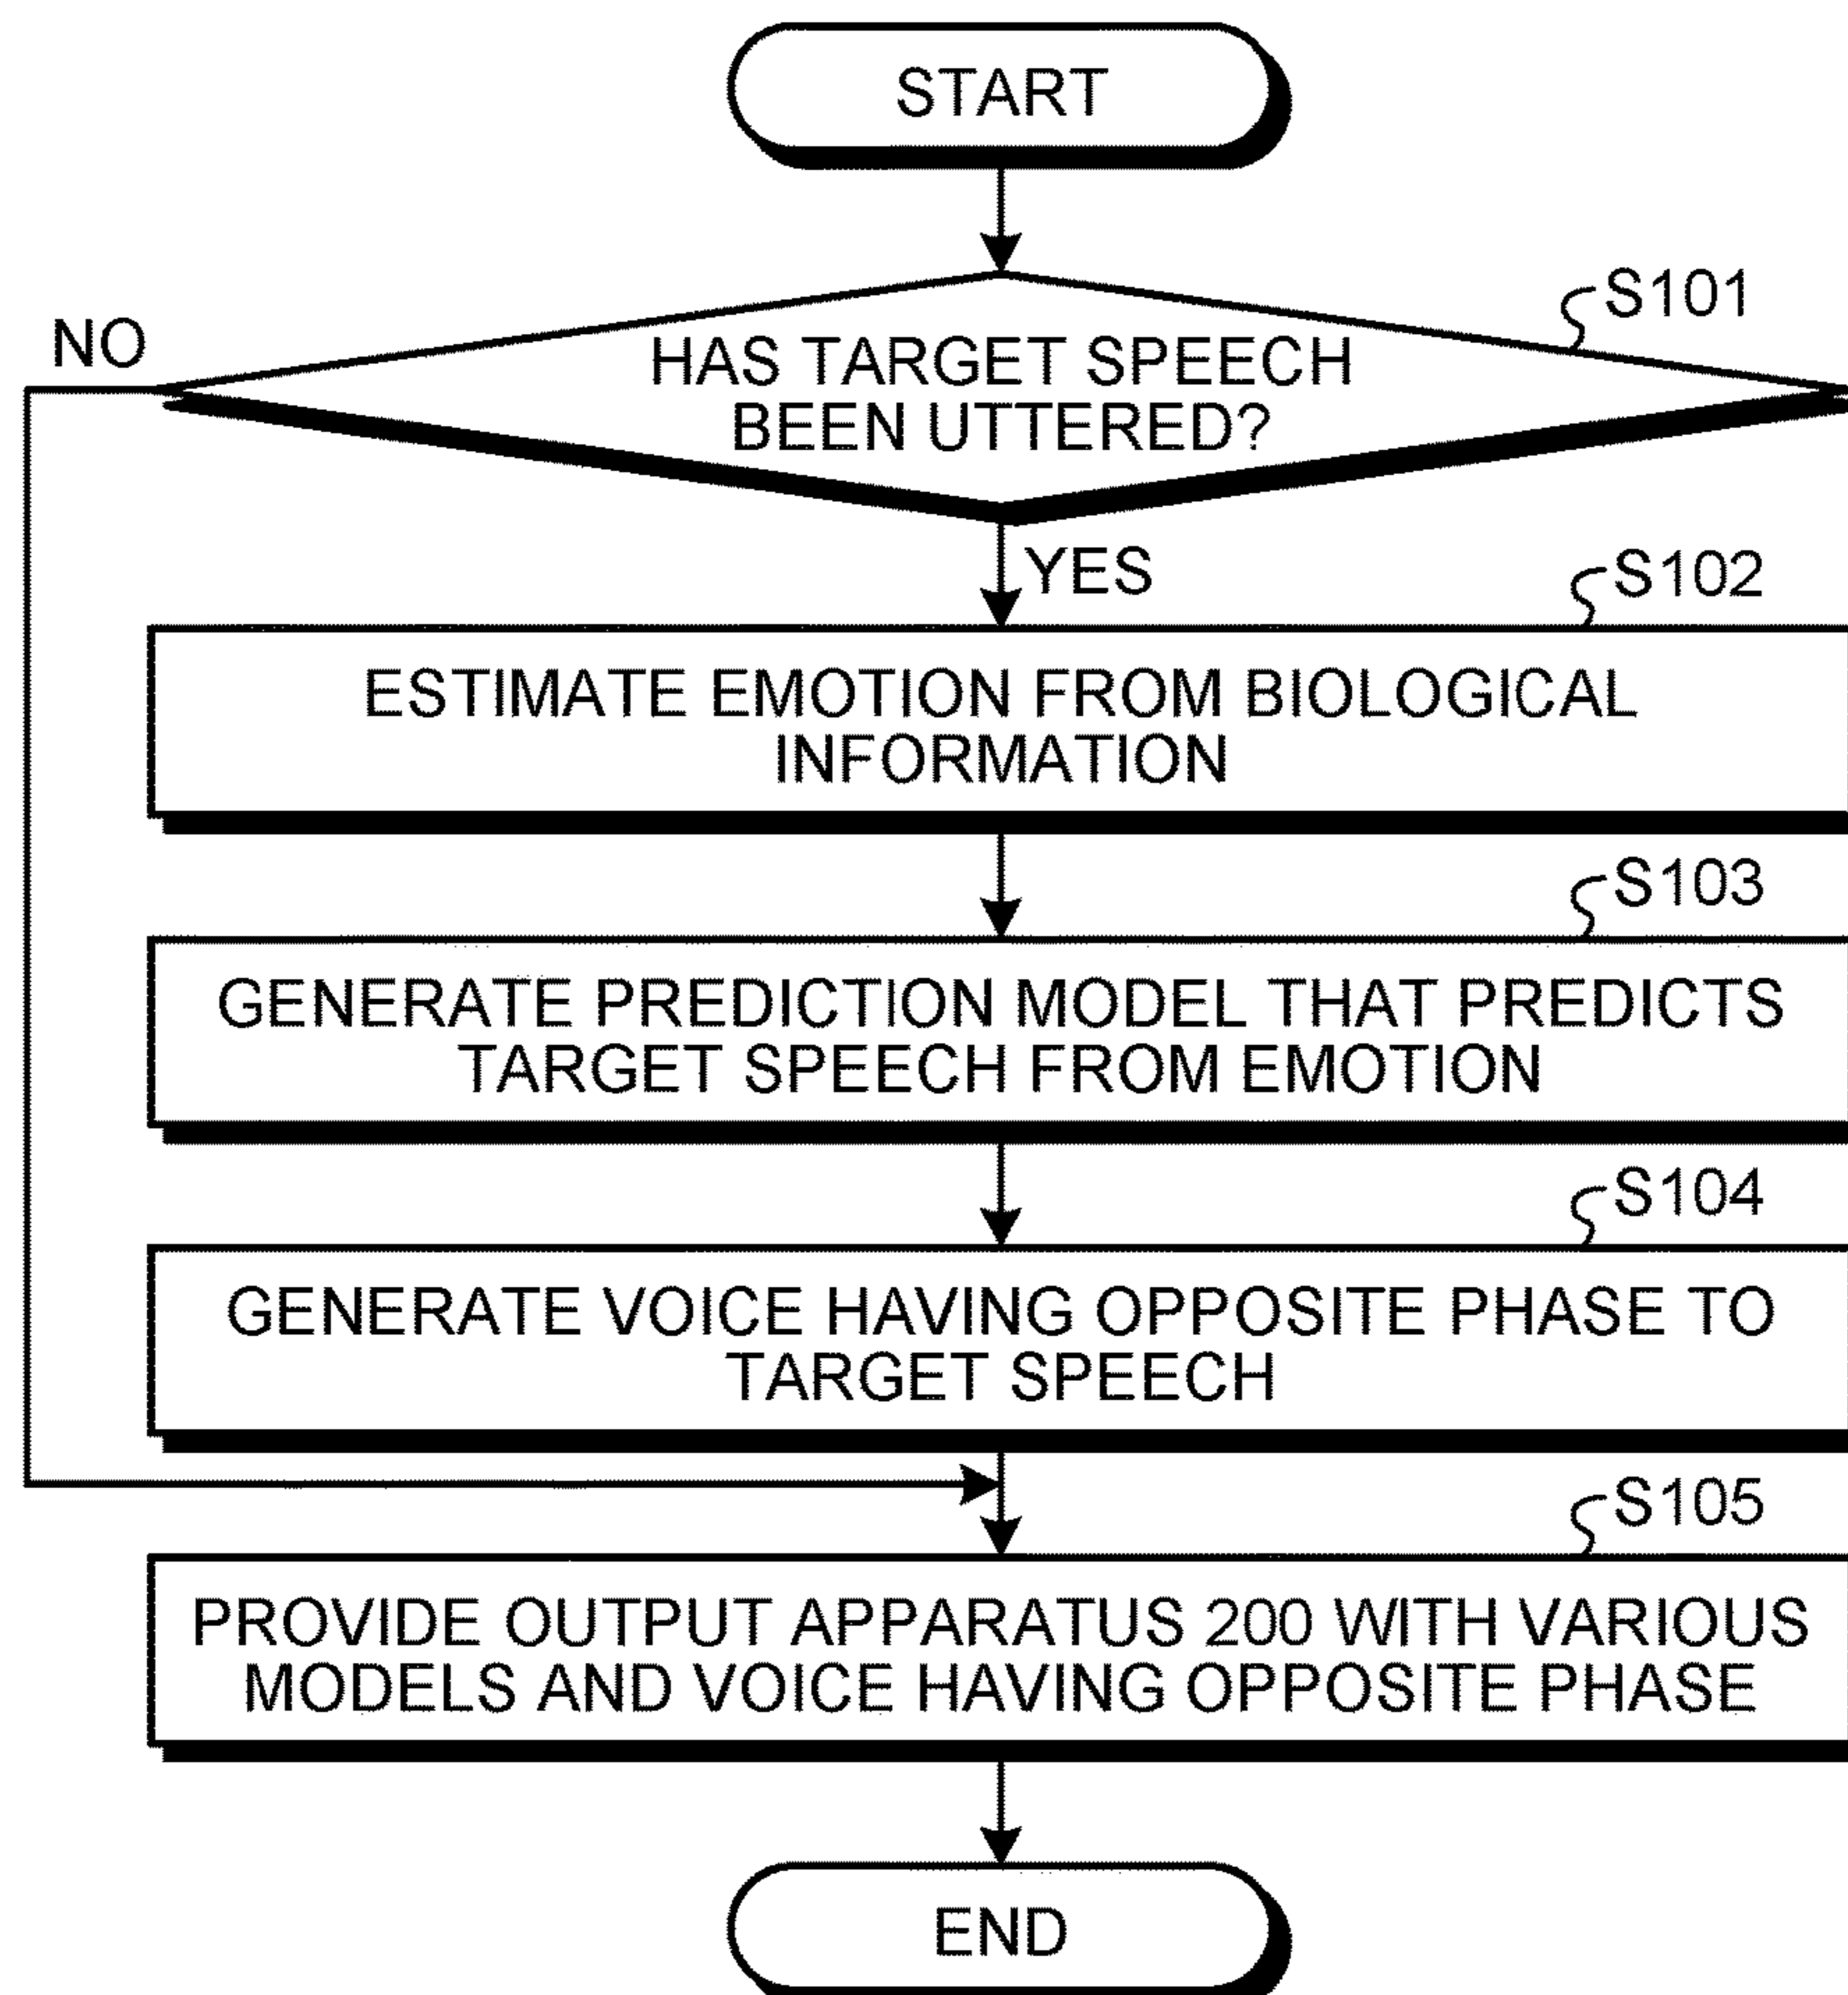 START
S101
NO
HAS TARGET SPEECH
BEEN UTTERED?
YES
S102
ESTIMATE EMOTION FROM BIOLOGICAL
INFORMATION
S103
GENERATE PREDICTION MODEL THAT PREDICTS
TARGET SPEECH FROM EMOTION
S104
GENERATE VOICE HAVING OPPOSITE PHASE TO
TARGET SPEECH
S105
PROVIDE OUTPUT APPARATUS 200 WITH VARIOUS
MODELS AND VOICE HAVING OPPOSITE PHASE
END